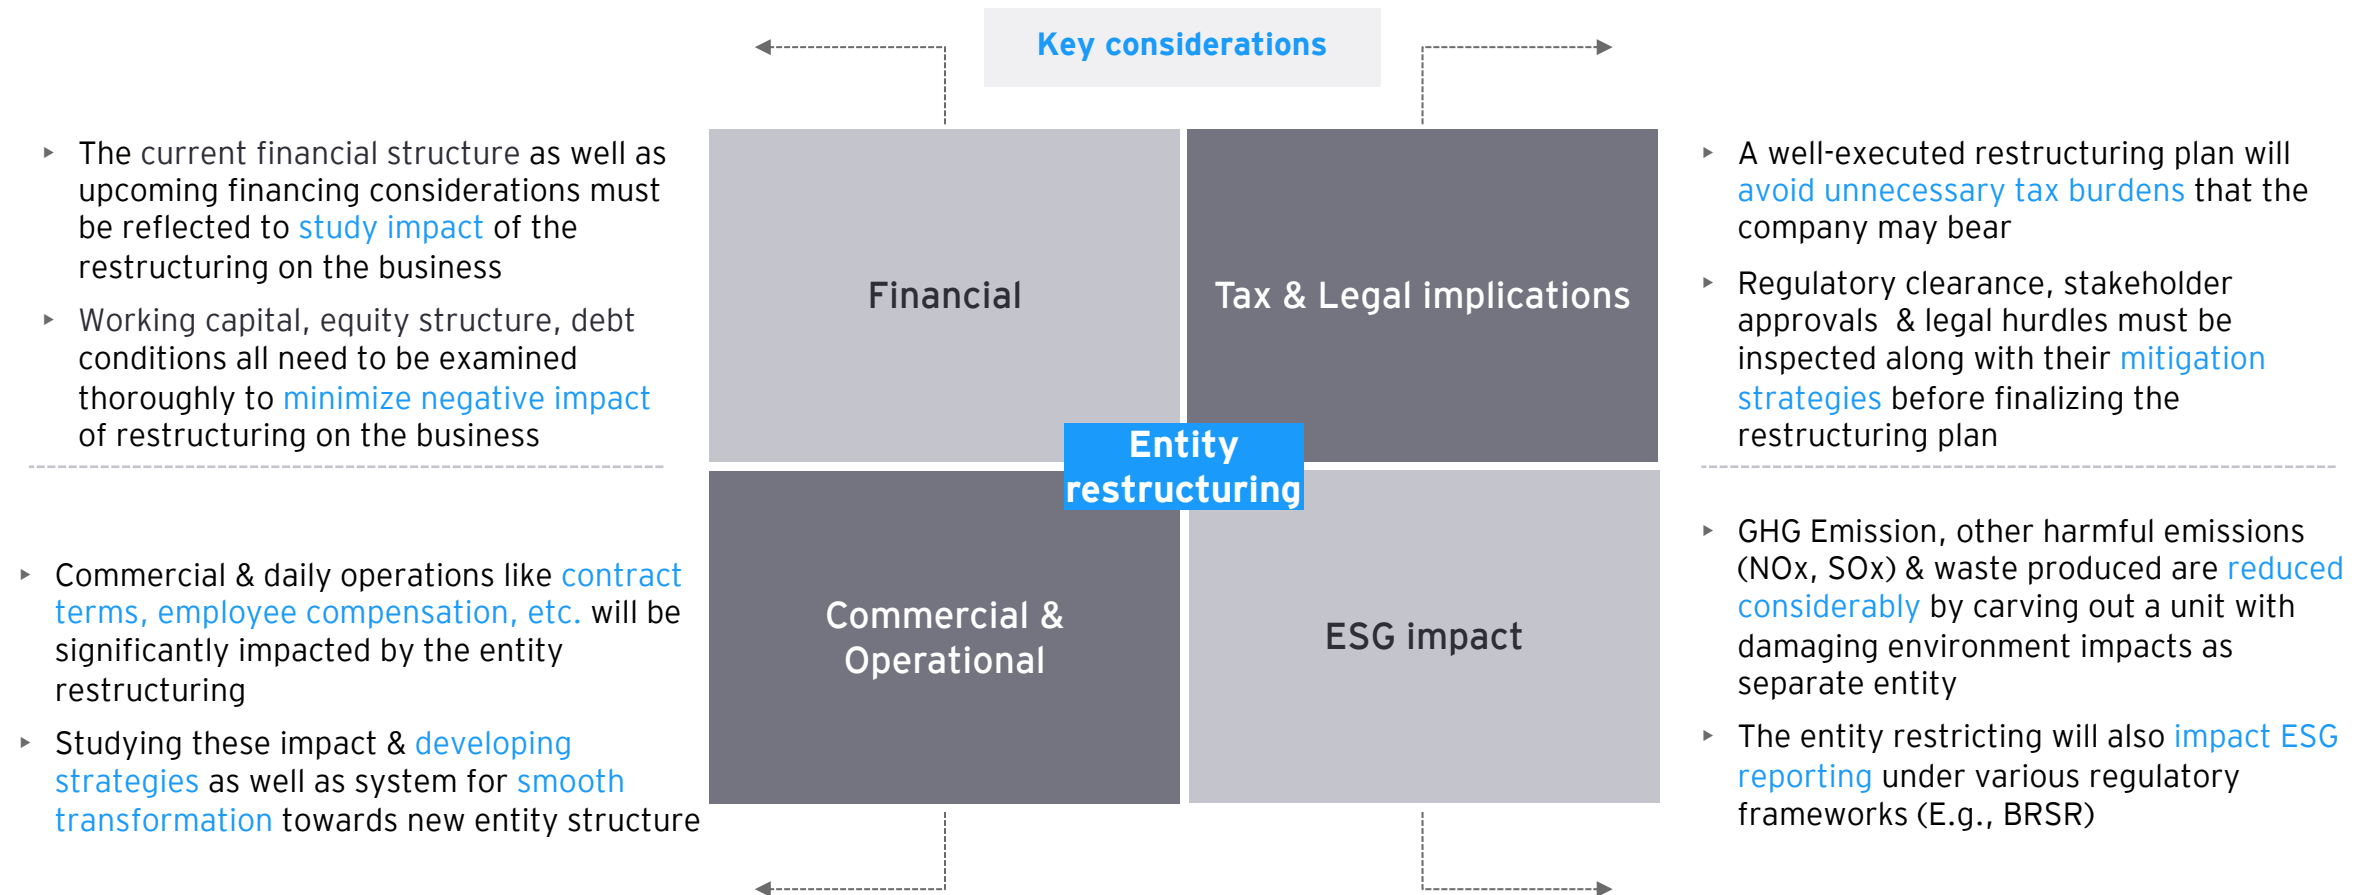 Key considerations
The current financial structure as well as
upcoming financing considerations must
be reflected to study impact of the
restructuring on the business
Working capital, equity structure, debt
conditions all need to be examined
thoroughly to minimize negative impact
of restructuring on the business
Financial
Tax & Legal implications
A well-executed restructuring plan will
avoid unnecessary tax burdens that the
company may bear
Regulatory clearance, stakeholder
approvals & legal hurdles must be
inspected along with their mitigation
strategies before finalizing the
restructuring plan
Entity
restructuring
Commercial & daily operations like contract
terms, employee compensation, etc. will be
significantly impacted by the entity
restructuring
Studying these impact & developing
strategies as well as system for smooth
transformation towards new entity structure
Commercial &
Operational
ESG impact
GHG Emission, other harmful emissions
(NOx, SOx) & waste produced are reduced
considerably by carving out a unit with
damaging environment impacts as
separate entity
The entity restricting will also impact ESG
reporting under various regulatory
frameworks (E.g., BRSR)